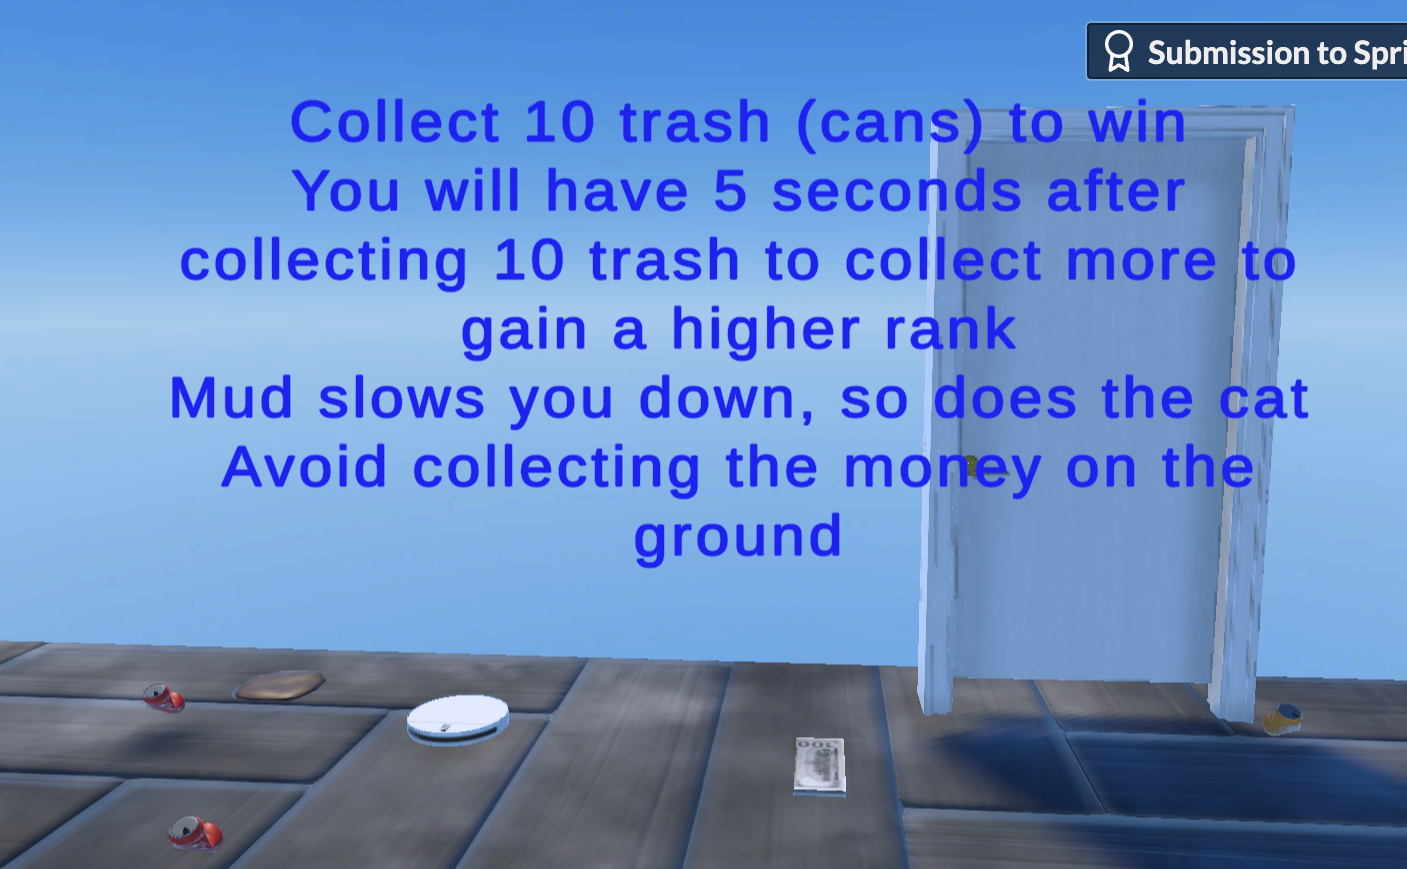 Submission to Spri
Collect 10 trash (cans) to win
You will have 5 seconds after
collecting 10 trash to collect more to
gain a higher rank
Mud slows you down, so does the cat
Avoid collecting the money on the
ground
100